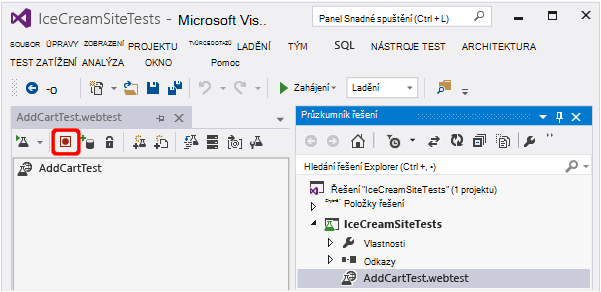 IceCreamSiteTests - Microsoft Vis..
Panel Snadné spuštění (Ctrl + L)
SOUBOR ÚPRAVY ZOBRAZENÍ PROJEKTU TVŮRCEDOTAZŮ LADĚNÍ TÝM SQL NÁSTROJE TEST ARCHITEKTURA
TEST ZATÍŽENÍ ANALÝZA OKNO Pomoc
Zahájení
Ladění
AddCartTest.webtest
AddCartTest
Průzkumník řešení
Hledání řešení Explorer (Ctrl +, •)
Řešení "IceCreamSiteTests" (1 projektu)
Položky řešení
IceCreamSiteTests
Vlastnosti
Odkazy
AddCartTest.webtest